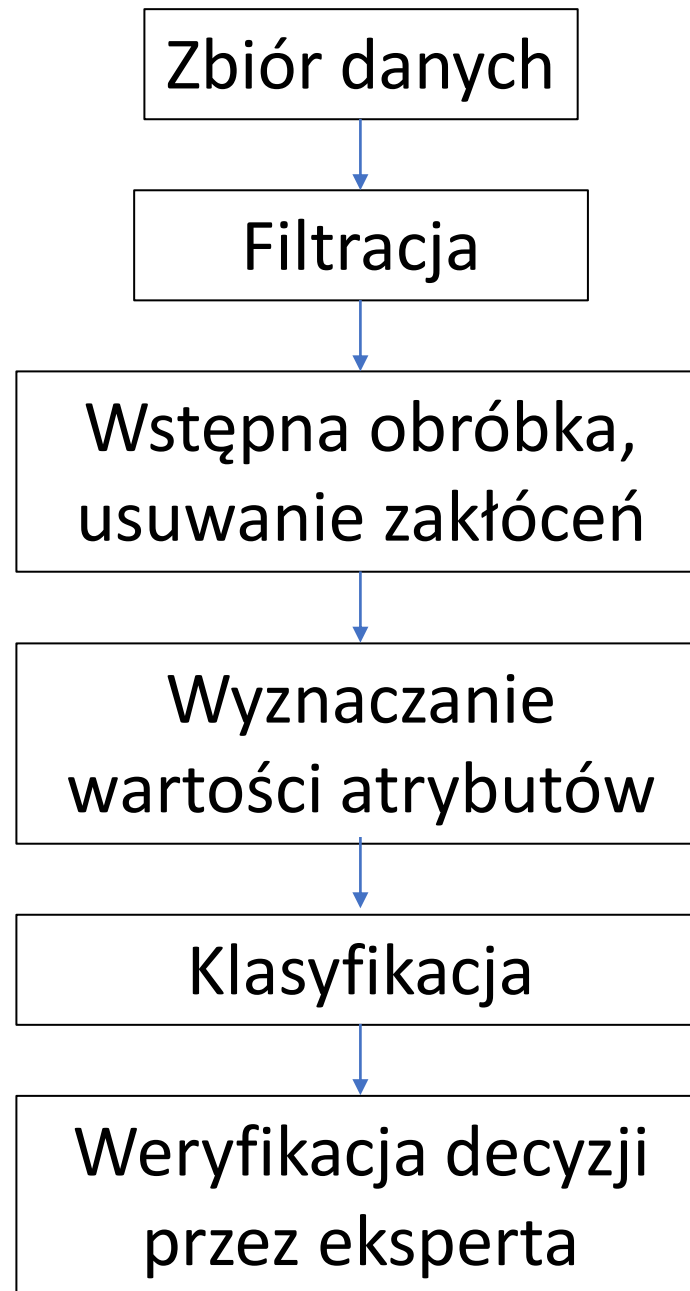 Zbiór danych
Filtracja
Wstępna obróbka,
usuwanie zakłóceń
Wyznaczanie
wartości atrybutów
Klasyfikacja
Weryfikacja decyzji
przez eksperta